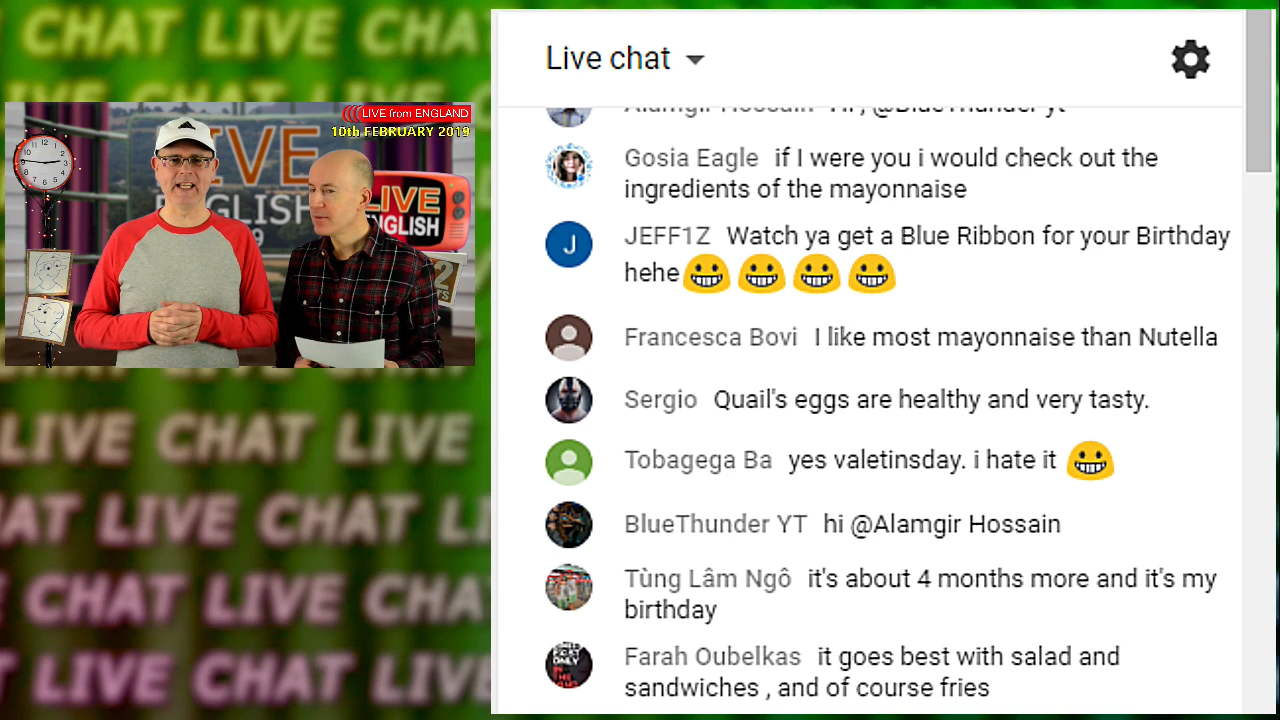 CHAT LIVE CHAT
LIVE from ENGLAND
10th FEBRUARY 2019
LIVE
ENGLISH
LIVE
ENGLISH
LIVE CHAT LIVE
CHAT LIVE CHAT LIVE
LIVE CHAT LIVE CHAT
LIVE CHAT LIVE
Live chat
Alamgir Hossain Hi , @BlueThunder yt
Gosia Eagle if I were you i would check out the
ingredients of the mayonnaise
JEFF1Z Watch ya get a Blue Ribbon for your Birthday
hehe😀😀😀😀
Francesca Bovi I like most mayonnaise than Nutella
Sergio Quail's eggs are healthy and very tasty.
Tobagega Ba yes valetinsday. i hate it 😀
BlueThunder YT hi @Alamgir Hossain
Tùng Lâm Ngô it's about 4 months more and it's my
birthday
Farah Oubelkas it goes best with salad and
sandwiches , and of course fries